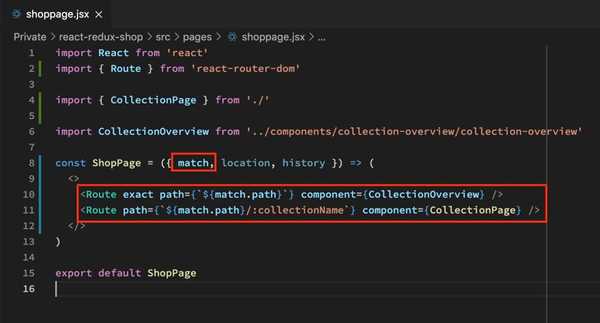 shoppage.jsx ×
Private › react-redux-shop › src › pages › shoppage.jsx › ...
1 import React from 'react'
2 import { Route } from 'react-router-dom'
3
4 import { CollectionPage } from './'
5
6 import CollectionOverview from '../components/collection-overview/collection-overview'
7
8 const ShopPage = ({ match, location, history }) => (
9 <>
10 <Route exact path={`${match.path}`} component={CollectionOverview} />
11 <Route path={`${match.path}/:collectionName`} component={CollectionPage} />
12 </>
13 )
14
15 export default ShopPage
16